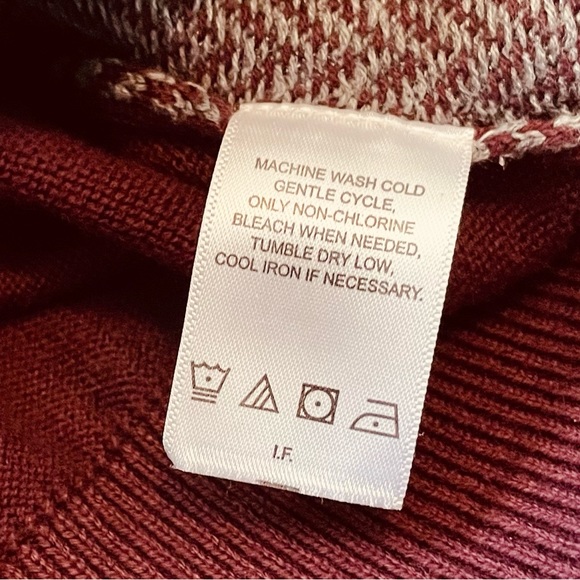 MACHINE WASH COLD
GENTLE CYCLE,
ONLY NON-CHLORINE
BLEACH WHEN NEEDED,
TUMBLE DRY LOW,
COOL IRON IF NECESSARY.
I.F.